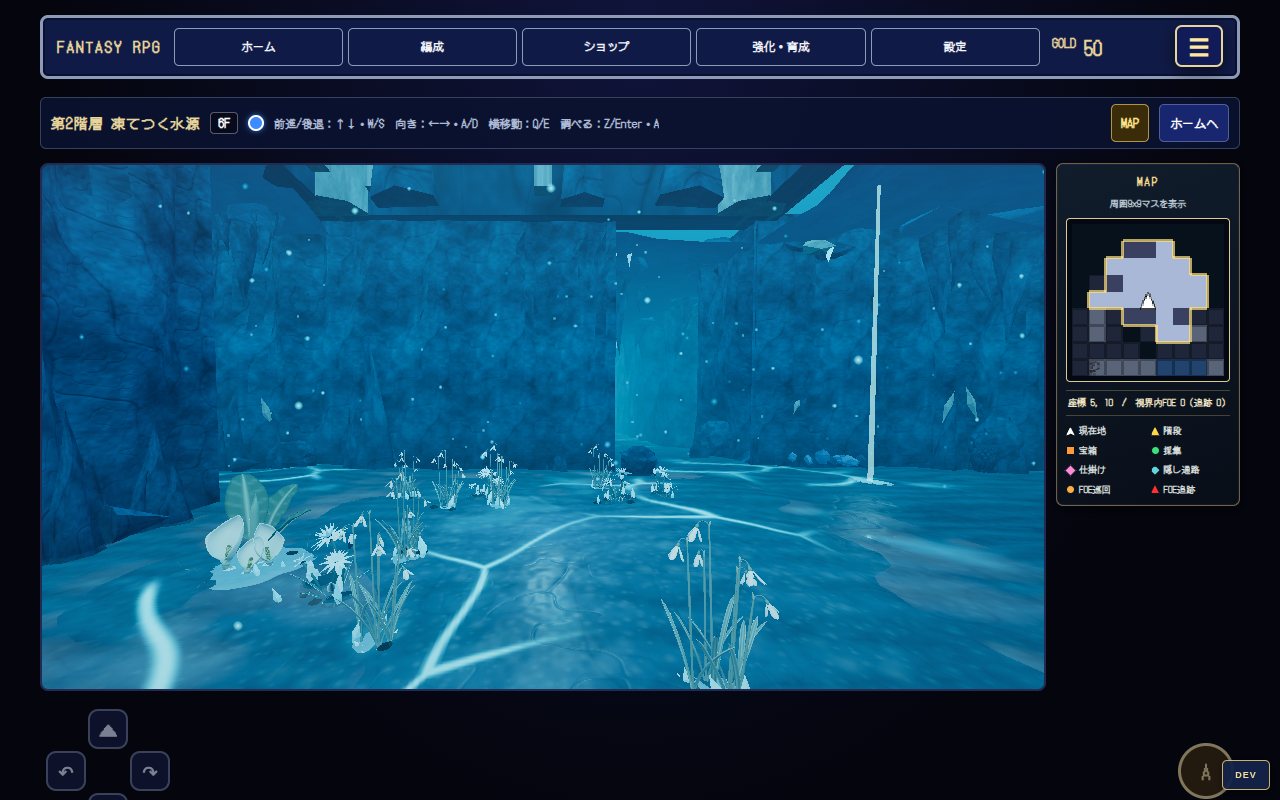 FANTASY RPG
ホーム
編成
ショップ
強化・育成
設定
GOLD 50
第2階層 凍てつく水源
6F
前進/後退：↑↓・W/S 向き：←→・A/D 横移動：Q/E 調べる：Z/Enter・A
MAP
ホームへ
MAP
周囲9x9マスを表示
座標 5, 10 / 視界内FOE 0（追跡 0）
現在地
階段
宝箱
採集
仕掛け
隠し通路
FOE巡回
FOE追跡
A
DEV